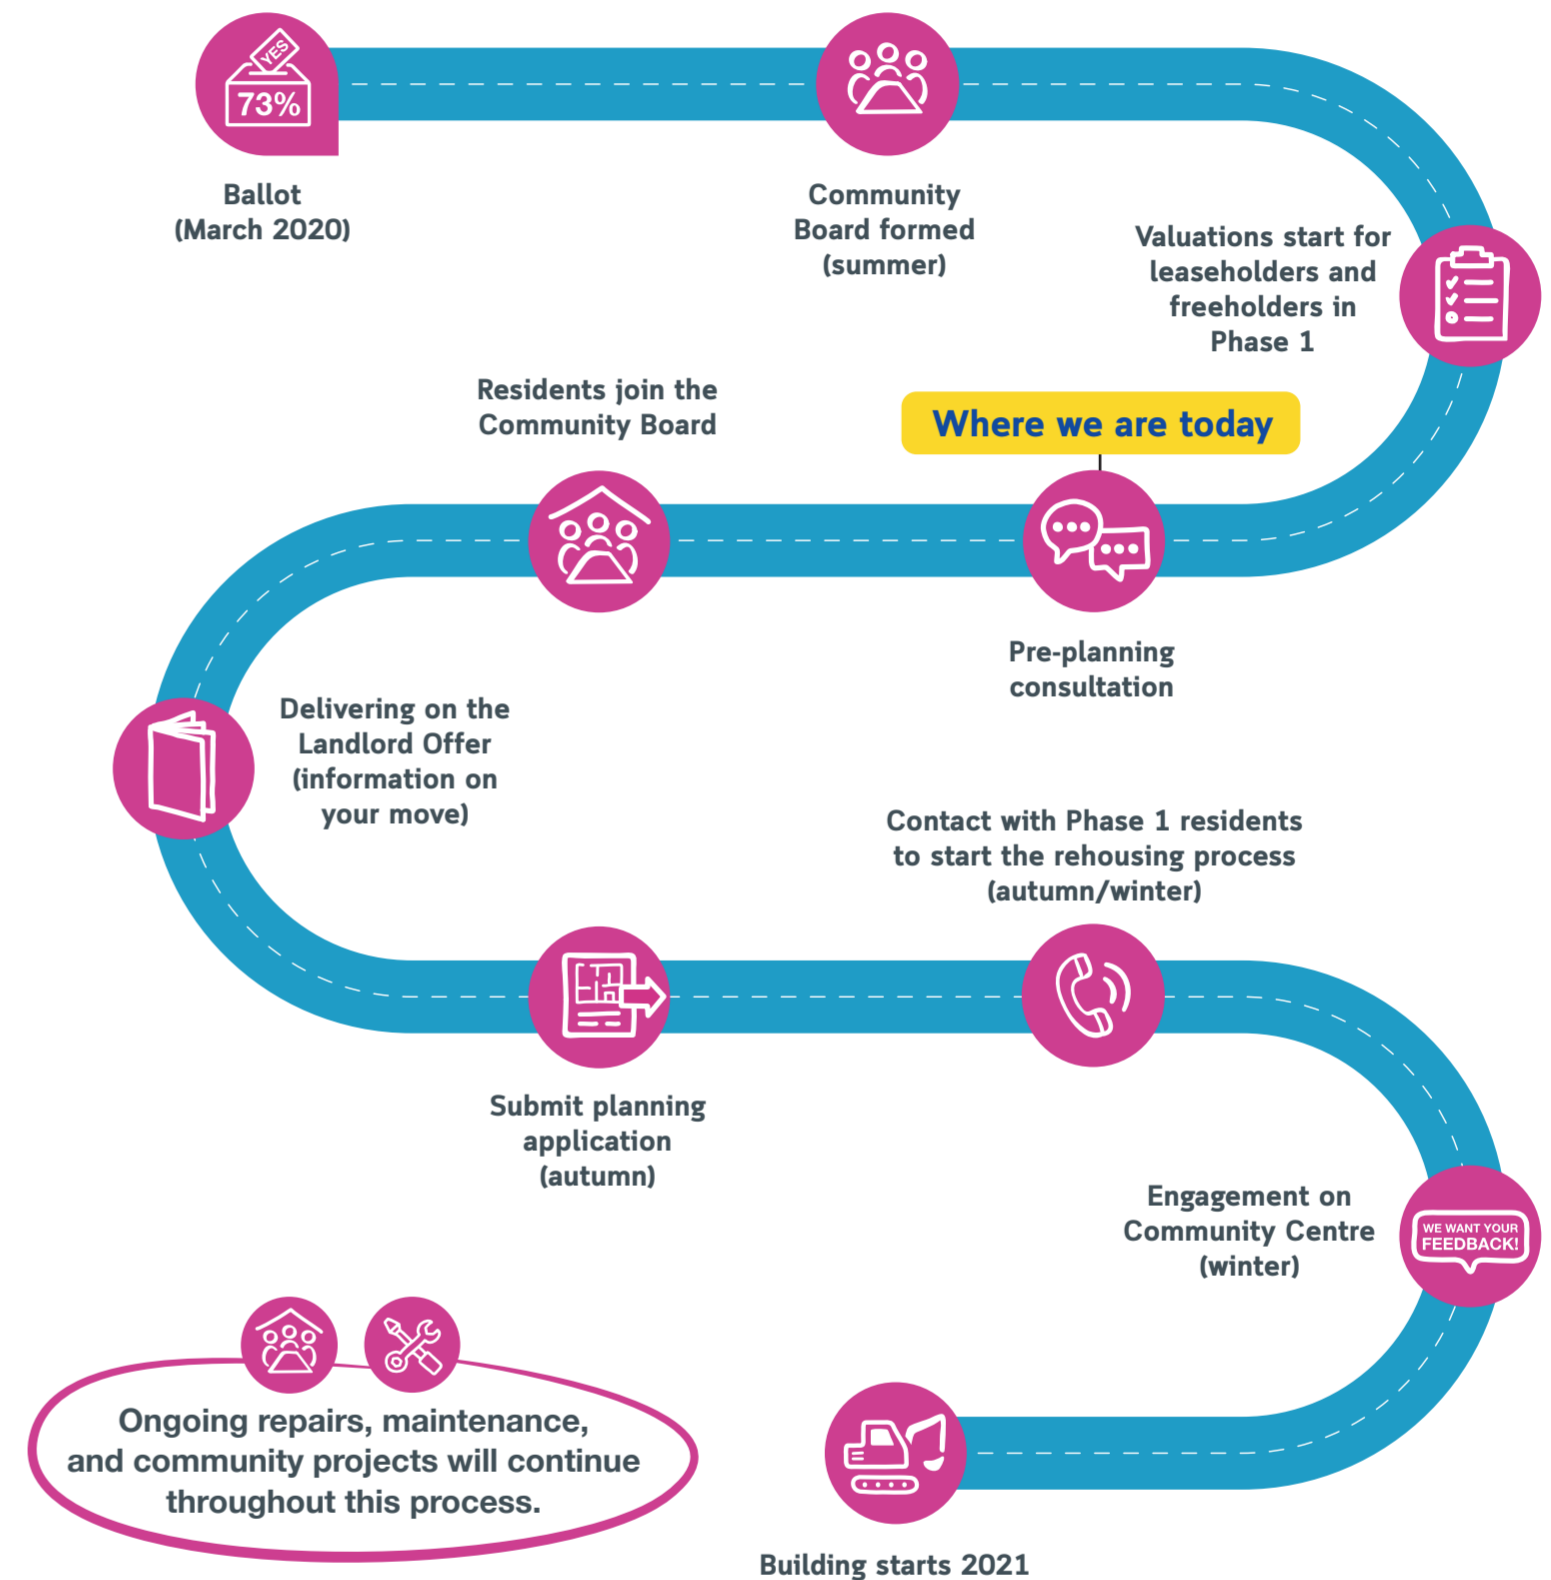 YES
73%
Ballot
(March 2020)
Community
Board formed
(summer)
Valuations start for
leaseholders and
freeholders in
Phase 1
Where we are today
Pre-planning
consultation
Residents join the
Community Board
Delivering on the
Landlord Offer
(information on
your move)
Submit planning
application
(autumn)
Contact with Phase 1 residents
to start the rehousing process
(autumn/winter)
Engagement on
Community Centre
(winter)
WE WANT YOUR
FEEDBACK!
Building starts 2021
Ongoing repairs, maintenance,
and community projects will continue
throughout this process.